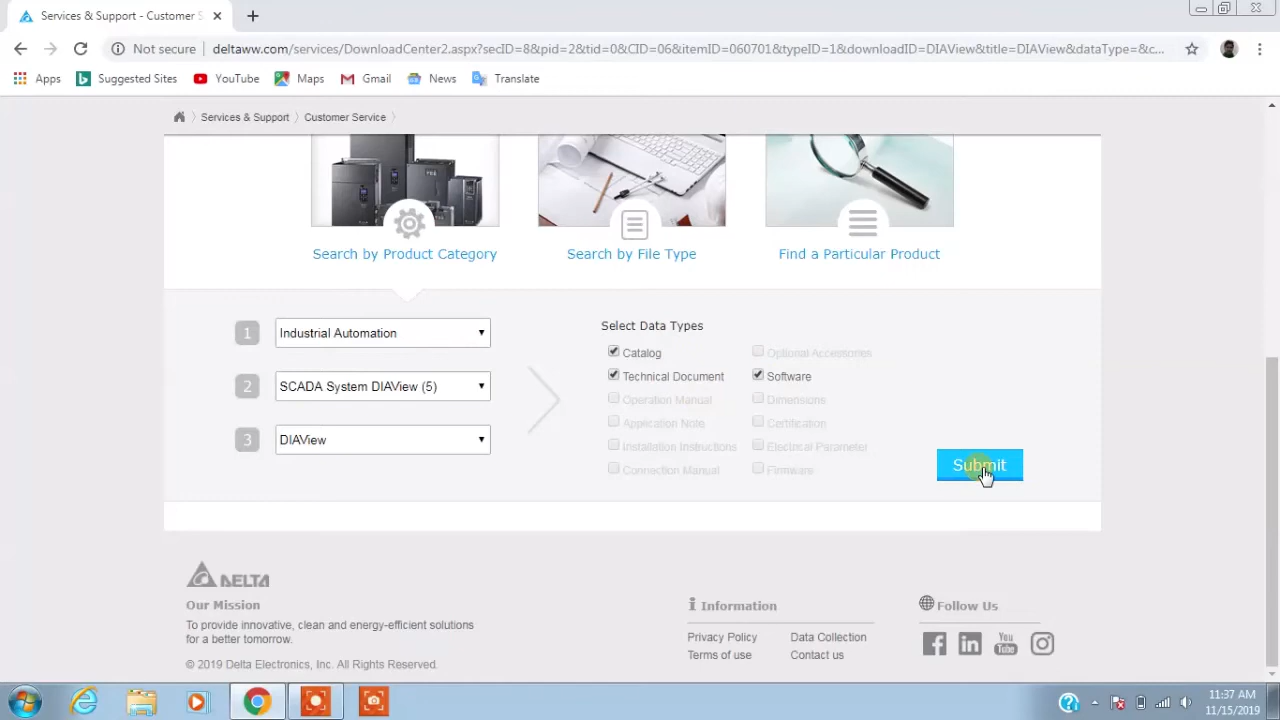 Services & Support - Customer S
Not secure
deltaww.com/services/DownloadCenter2.aspx?secID=8&pid=2&tid=0&CID=06&itemID=060701&typeID=1&downloadID=DIAView&title=DIAView&dataType=&c...
Apps Suggested Sites YouTube Maps Gmail News Translate
Services & Support Customer Service
Search by Product Category
Search by File Type
Find a Particular Product
1 Industrial Automation
2 SCADA System DIAView (5)
3 DIAView
Select Data Types
Catalog Optional Accessories
Technical Document Software
Operation Manual Dimensions
Application Note Certification
Installation Instructions Electrical Parameter
Connection Manual Firmware
Submit
DELTA
Our Mission
To provide innovative, clean and energy-efficient solutions
for a better tomorrow.
© 2019 Delta Electronics, Inc. All Rights Reserved.
Information
Privacy Policy Data Collection
Terms of use Contact us
Follow Us
You
Tube
11:37 AM
11/15/2019